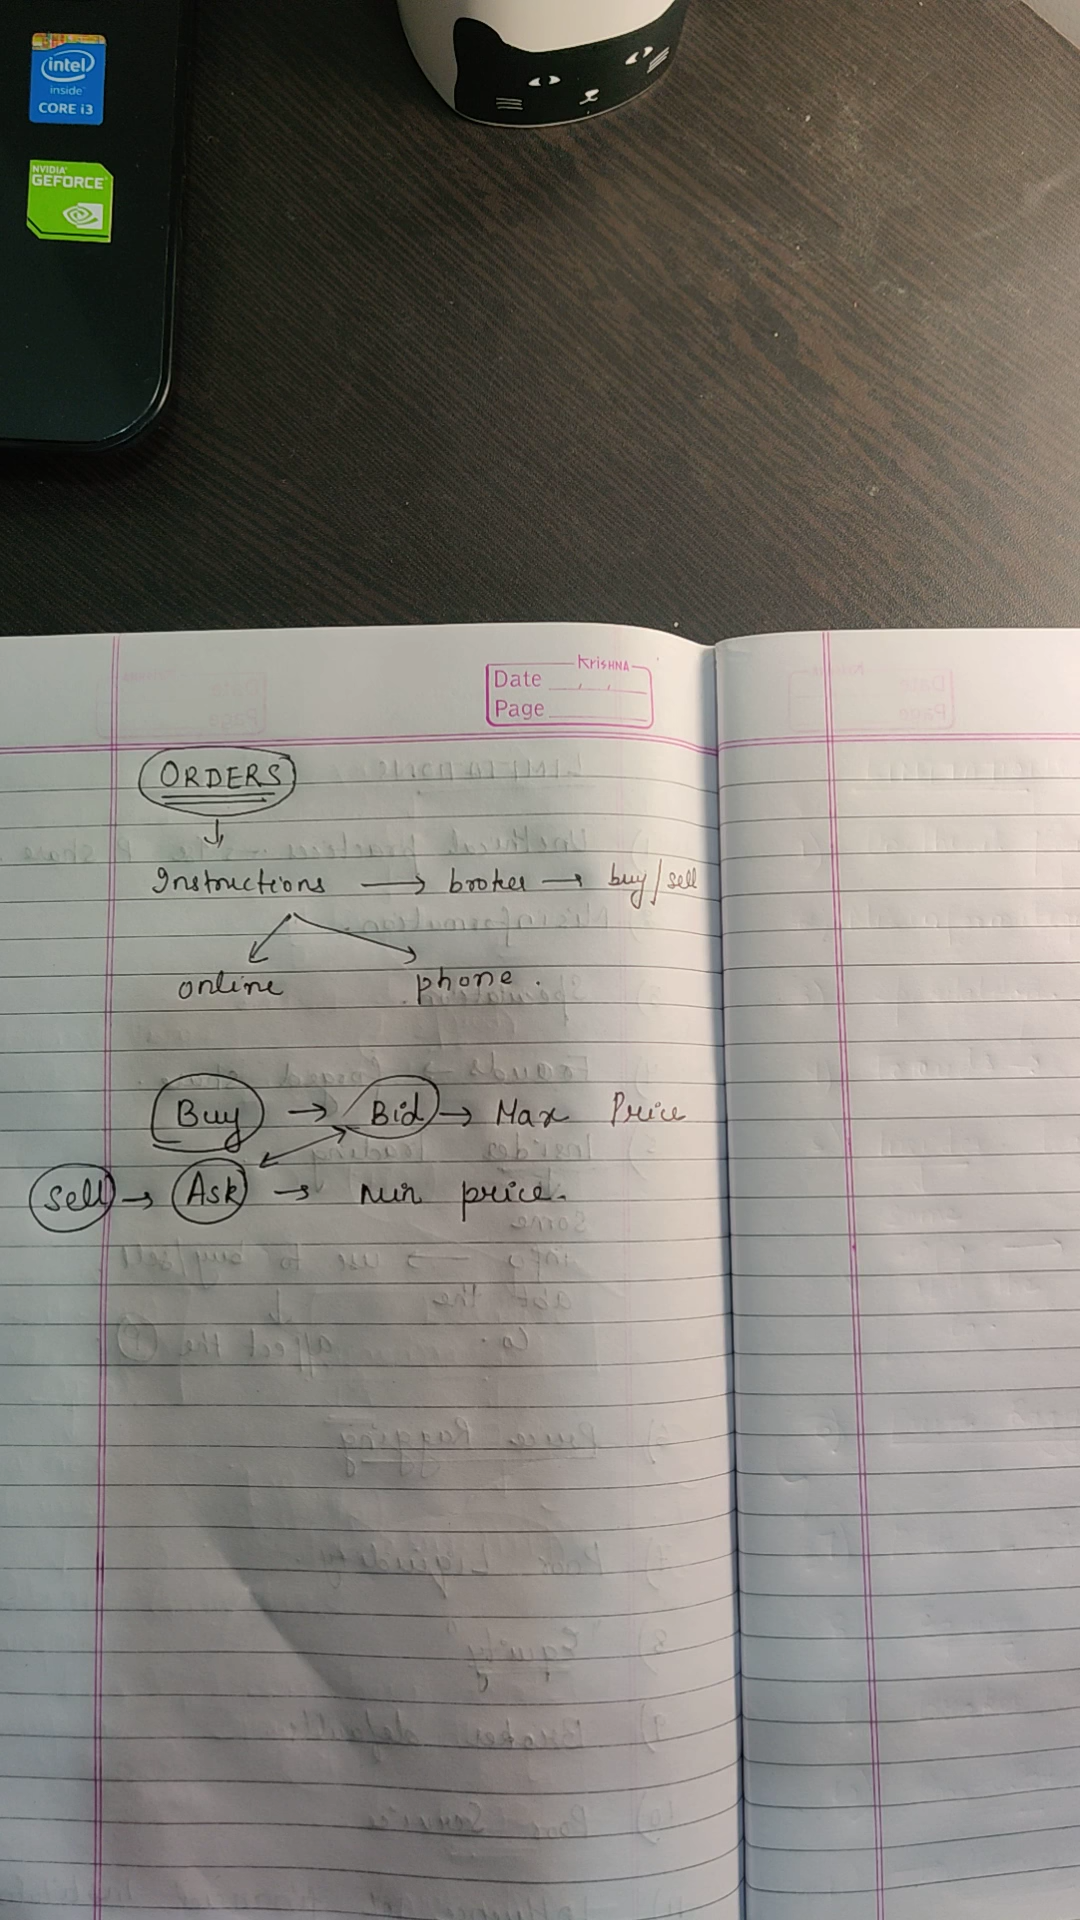 intel
inside
CORE i3
NVIDIA
GEFORCE
KRISHNA
Date
Page
ORDERS
Instructions → broker → buy/sell
online phone.
Buy → Bid → Max Price
Sell → Ask → min price.